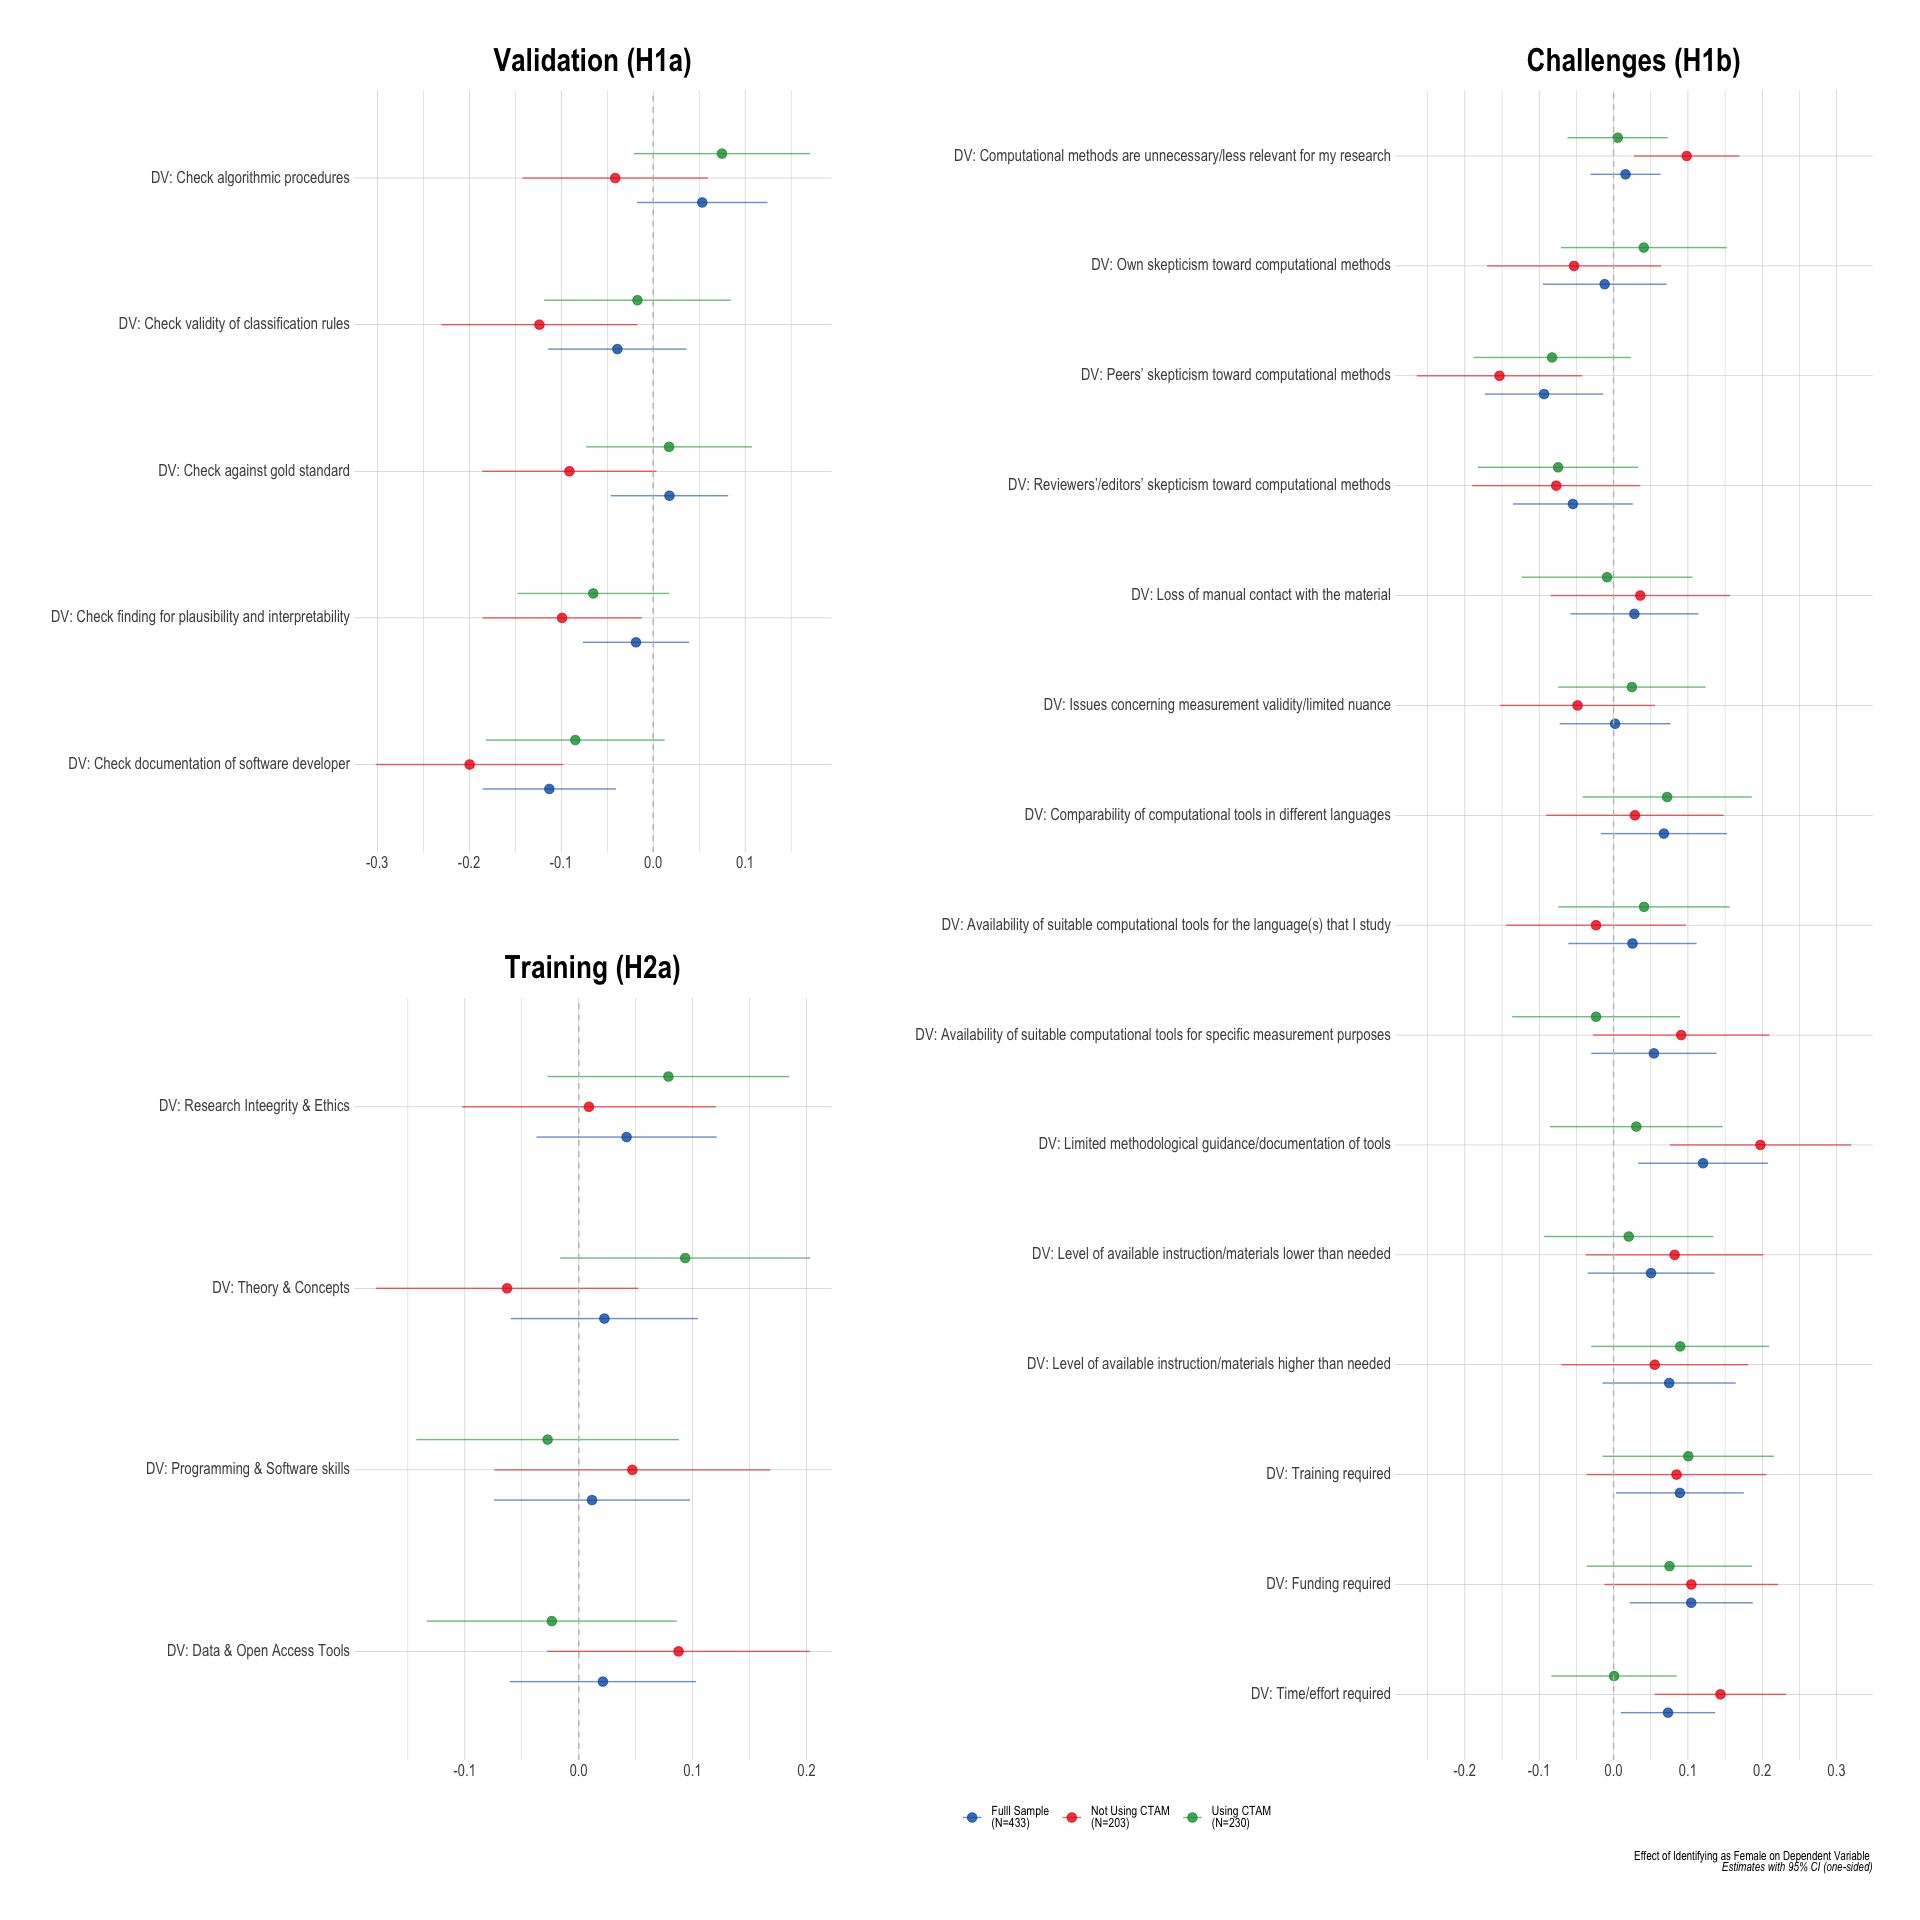 Validation (H1a)
DV: Check algorithmic procedures
DV: Check validity of classification rules
DV: Check against gold standard
DV: Check finding for plausibility and interpretability
DV: Check documentation of software developer
-0.3 -0.2 -0.1 0.0 0.1
Training (H2a)
DV: Research Inteegrity & Ethics
DV: Theory & Concepts
DV: Programming & Software skills
DV: Data & Open Access Tools
-0.1 0.0 0.1 0.2
Challenges (H1b)
DV: Computational methods are unnecessary/less relevant for my research
DV: Own skepticism toward computational methods
DV: Peers’ skepticism toward computational methods
DV: Reviewers’/editors’ skepticism toward computational methods
DV: Loss of manual contact with the material
DV: Issues concerning measurement validity/limited nuance
DV: Comparability of computational tools in different languages
DV: Availability of suitable computational tools for the language(s) that I study
DV: Availability of suitable computational tools for specific measurement purposes
DV: Limited methodological guidance/documentation of tools
DV: Level of available instruction/materials lower than needed
DV: Level of available instruction/materials higher than needed
DV: Training required
DV: Funding required
DV: Time/effort required
-0.2 -0.1 0.0 0.1 0.2 0.3
Fulll Sample
(N=433)
Not Using CTAM
(N=203)
Using CTAM
(N=230)
Effect of Identifying as Female on Dependent Variable
Estimates with 95% CI (one-sided)